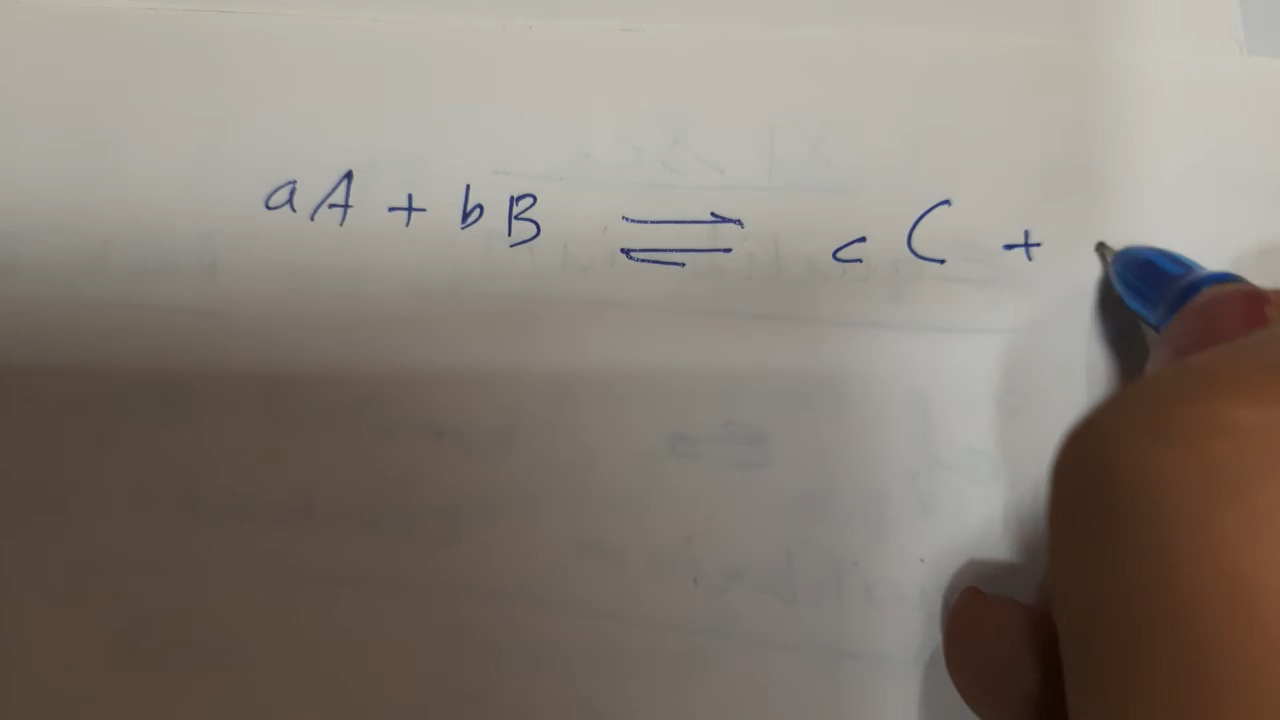 aA + bB ⇌ cC +